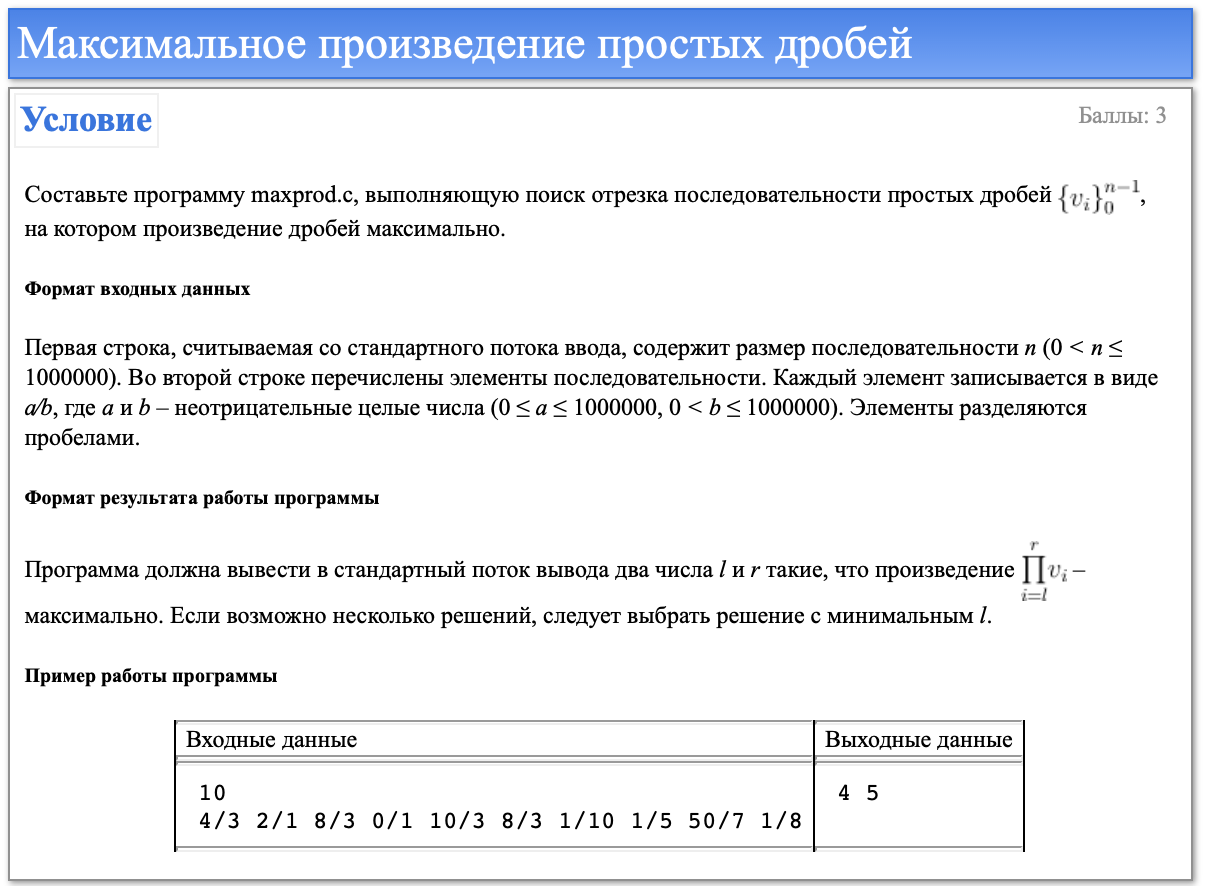 Максимальное произведение простых дробей
Условие
Баллы: 3
Составьте программу maxprod.c, выполняющую поиск отрезка последовательности простых дробей {v_i}_0^{n−1},
на котором произведение дробей максимально.
Формат входных данных
Первая строка, считываемая со стандартного потока ввода, содержит размер последовательности n (0 < n ≤
1000000). Во второй строке перечислены элементы последовательности. Каждый элемент записывается в виде
a/b, где a и b – неотрицательные целые числа (0 ≤ a ≤ 1000000, 0 < b ≤ 1000000). Элементы разделяются
пробелами.
Формат результата работы программы
Программа должна вывести в стандартный поток вывода два числа l и r такие, что произведение ∏_{i=l}^{r} v_i –
максимально. Если возможно несколько решений, следует выбрать решение с минимальным l.
Пример работы программы
Входные данные
Выходные данные
10
4 5
4/3 2/1 8/3 0/1 10/3 8/3 1/10 1/5 50/7 1/8